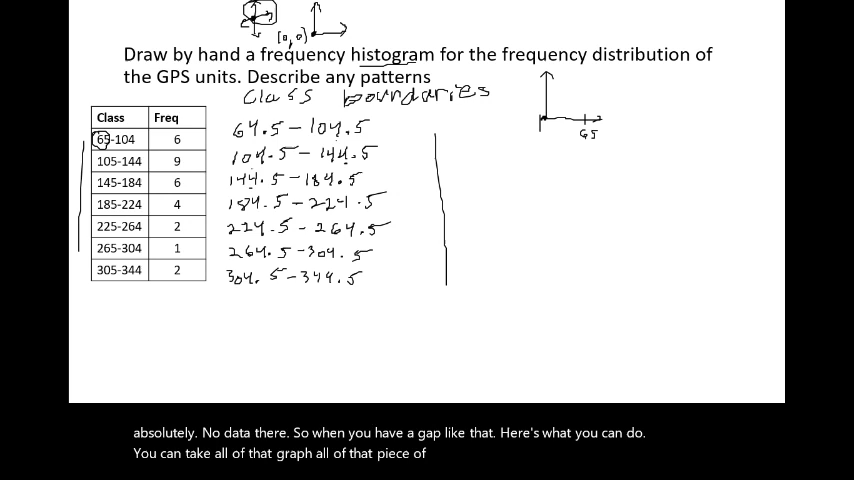 [0,0)
Draw by hand a frequency histogram for the frequency distribution of
the GPS units. Describe any patterns
Class boundaries
Class Freq
65-104 6 64.5-104.5
105-144 9 104.5-144.5
145-184 6 144.5-184.5
185-224 4 184.5-224.5
225-264 2 224.5-264.5
265-304 1 264.5-304.5
305-344 2 304.5-344.5
65
absolutely. No data there. So when you have a gap like that. Here's what you can do.
You can take all of that graph all of that piece of